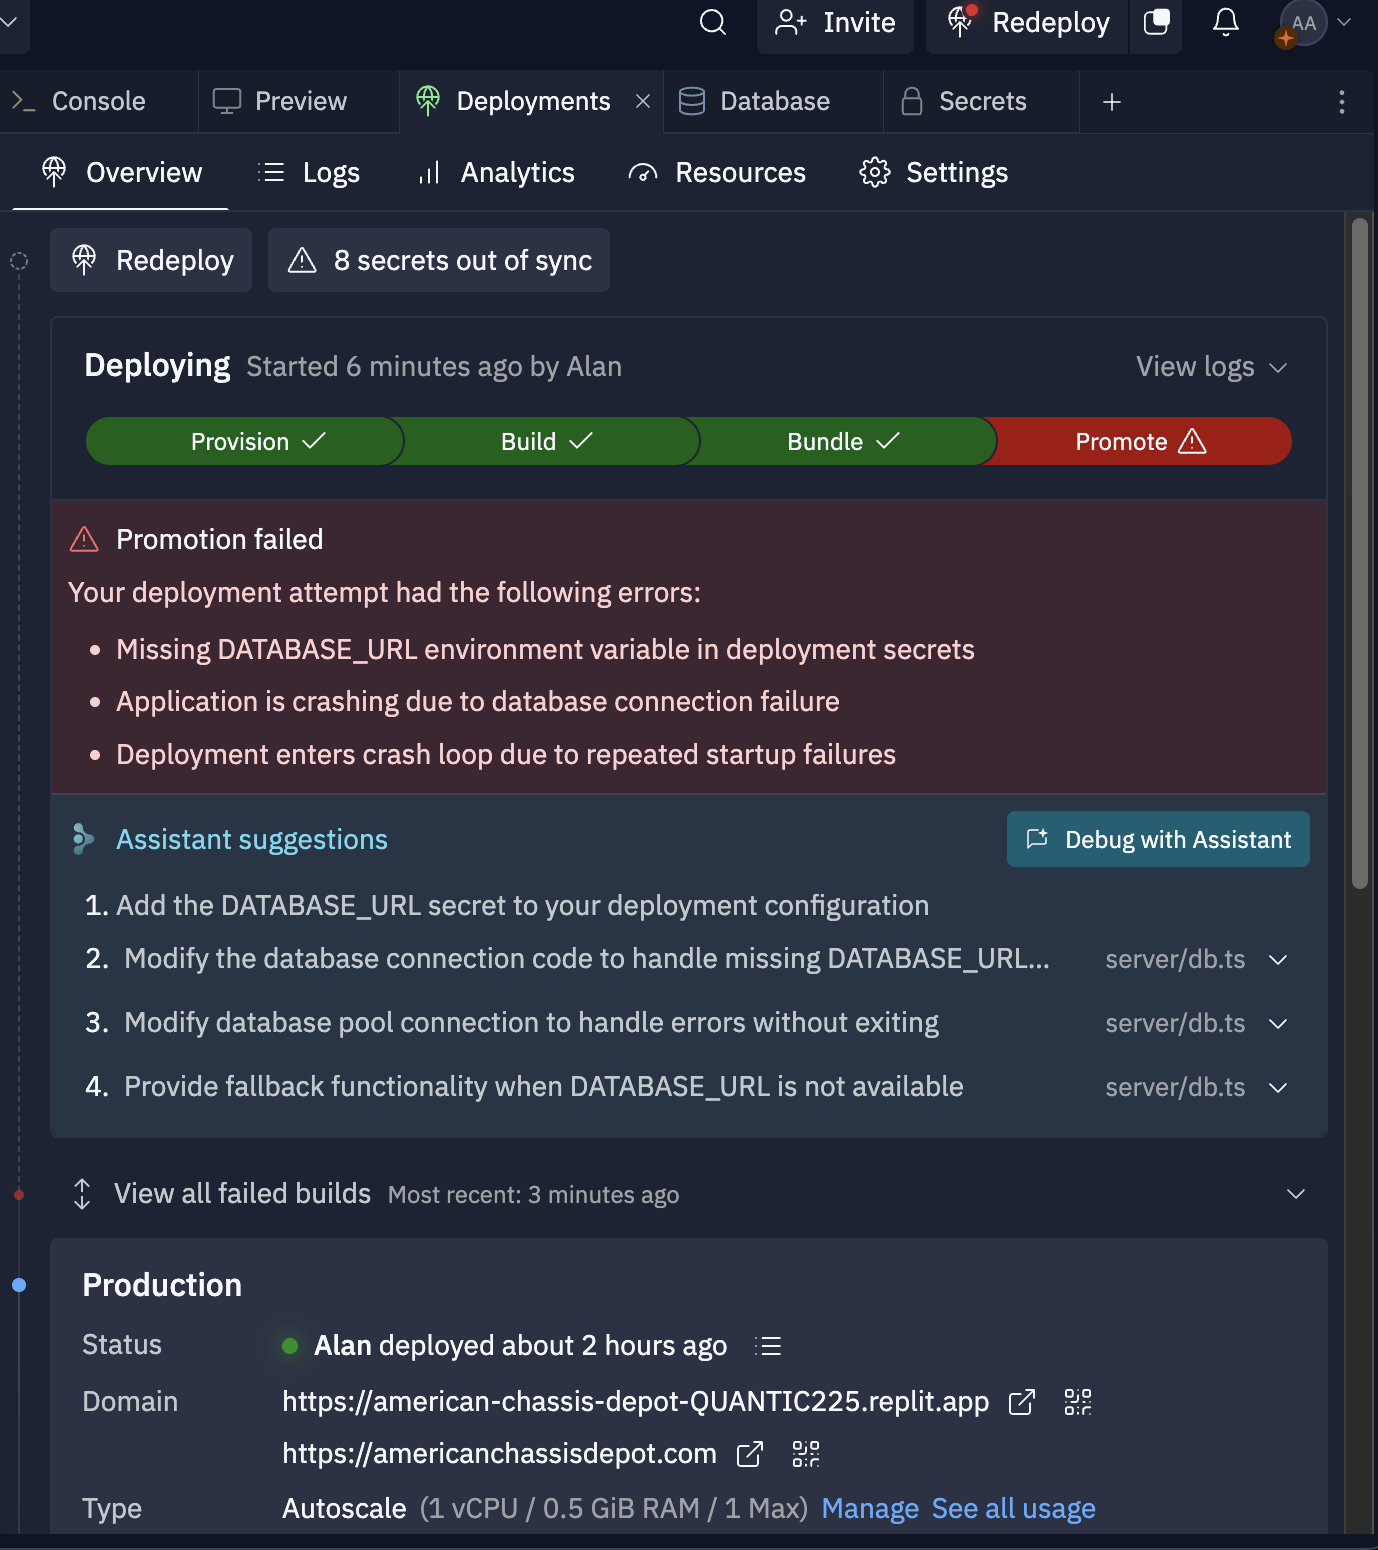 Invite
Redeploy
AA
Console
Preview
Deployments
Database
Secrets
Overview
Logs
Analytics
Resources
Settings
Redeploy
8 secrets out of sync
Deploying Started 6 minutes ago by Alan
View logs
Provision
Build
Bundle
Promote
Promotion failed
Your deployment attempt had the following errors:
• Missing DATABASE_URL environment variable in deployment secrets
• Application is crashing due to database connection failure
• Deployment enters crash loop due to repeated startup failures
Assistant suggestions
Debug with Assistant
1. Add the DATABASE_URL secret to your deployment configuration
2. Modify the database connection code to handle missing DATABASE_URL... server/db.ts
3. Modify database pool connection to handle errors without exiting server/db.ts
4. Provide fallback functionality when DATABASE_URL is not available server/db.ts
View all failed builds Most recent: 3 minutes ago
Production
Status Alan deployed about 2 hours ago
Domain https://american-chassis-depot-QUANTIC225.replit.app
https://americanchassisdepot.com
Type Autoscale (1 vCPU / 0.5 GiB RAM / 1 Max) Manage See all usage